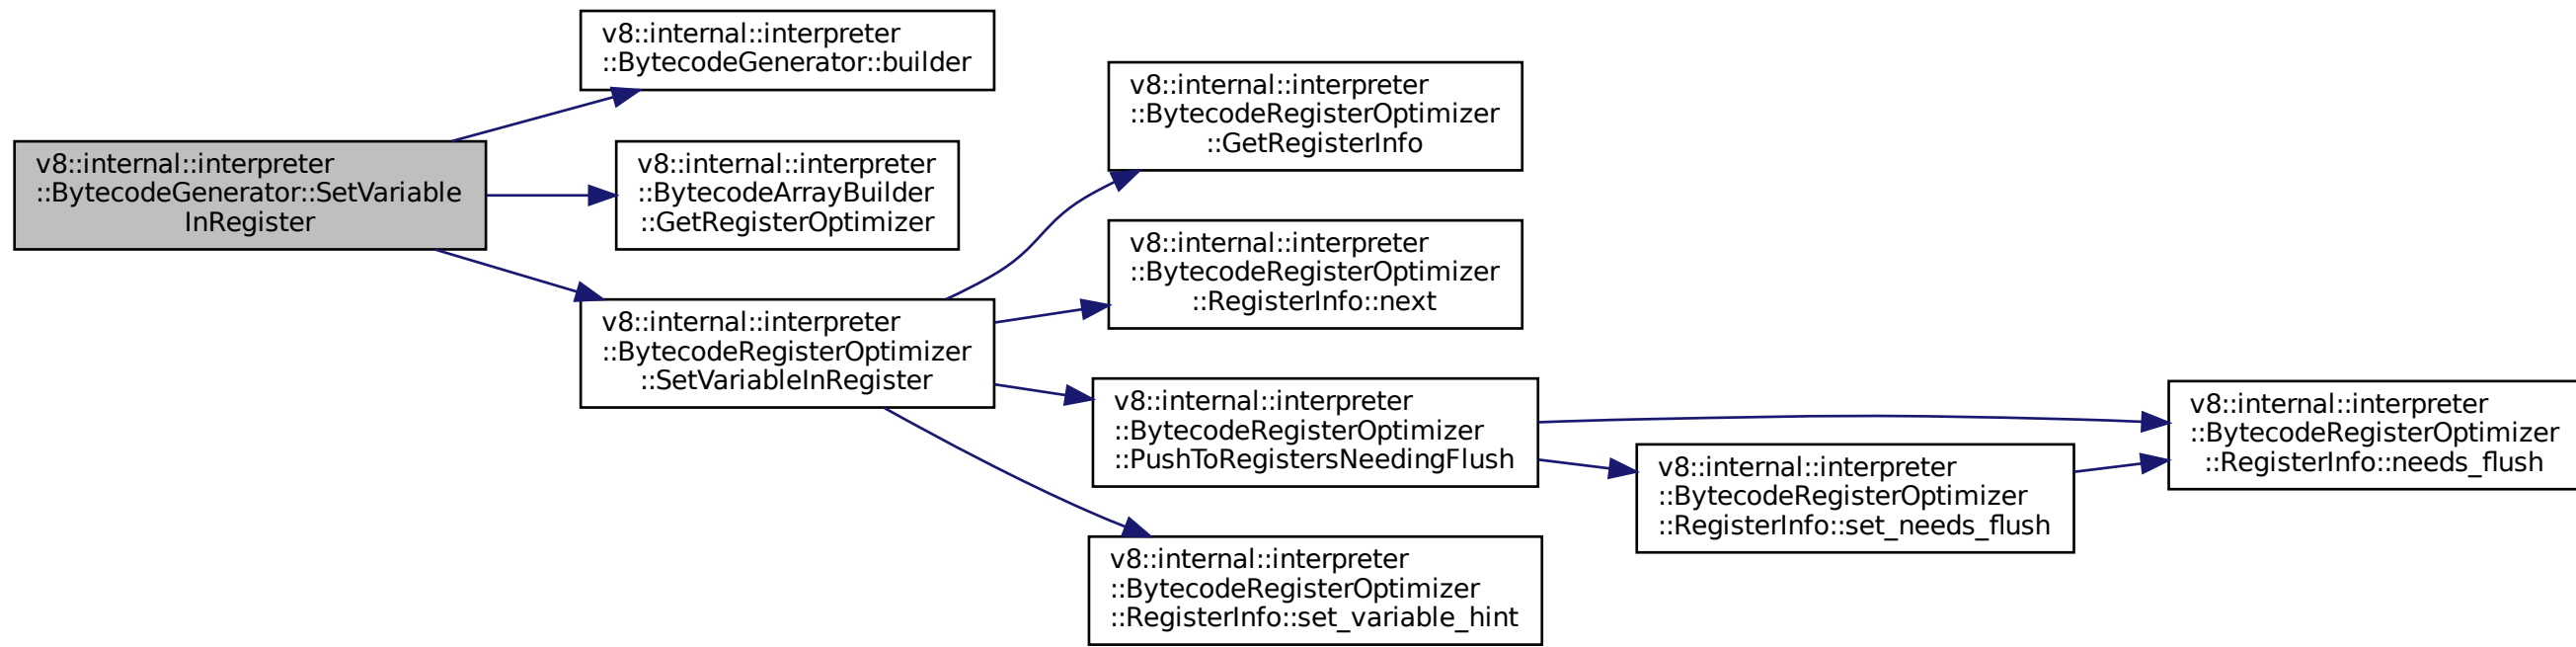 v8::internal::interpreter
::BytecodeGenerator::SetVariable
InRegister
v8::internal::interpreter
::BytecodeGenerator::builder
v8::internal::interpreter
::BytecodeArrayBuilder
::GetRegisterOptimizer
v8::internal::interpreter
::BytecodeRegisterOptimizer
::SetVariableInRegister
v8::internal::interpreter
::BytecodeRegisterOptimizer
::GetRegisterInfo
v8::internal::interpreter
::BytecodeRegisterOptimizer
::RegisterInfo::next
v8::internal::interpreter
::BytecodeRegisterOptimizer
::PushToRegistersNeedingFlush
v8::internal::interpreter
::BytecodeRegisterOptimizer
::RegisterInfo::set_variable_hint
v8::internal::interpreter
::BytecodeRegisterOptimizer
::RegisterInfo::set_needs_flush
v8::internal::interpreter
::BytecodeRegisterOptimizer
::RegisterInfo::needs_flush